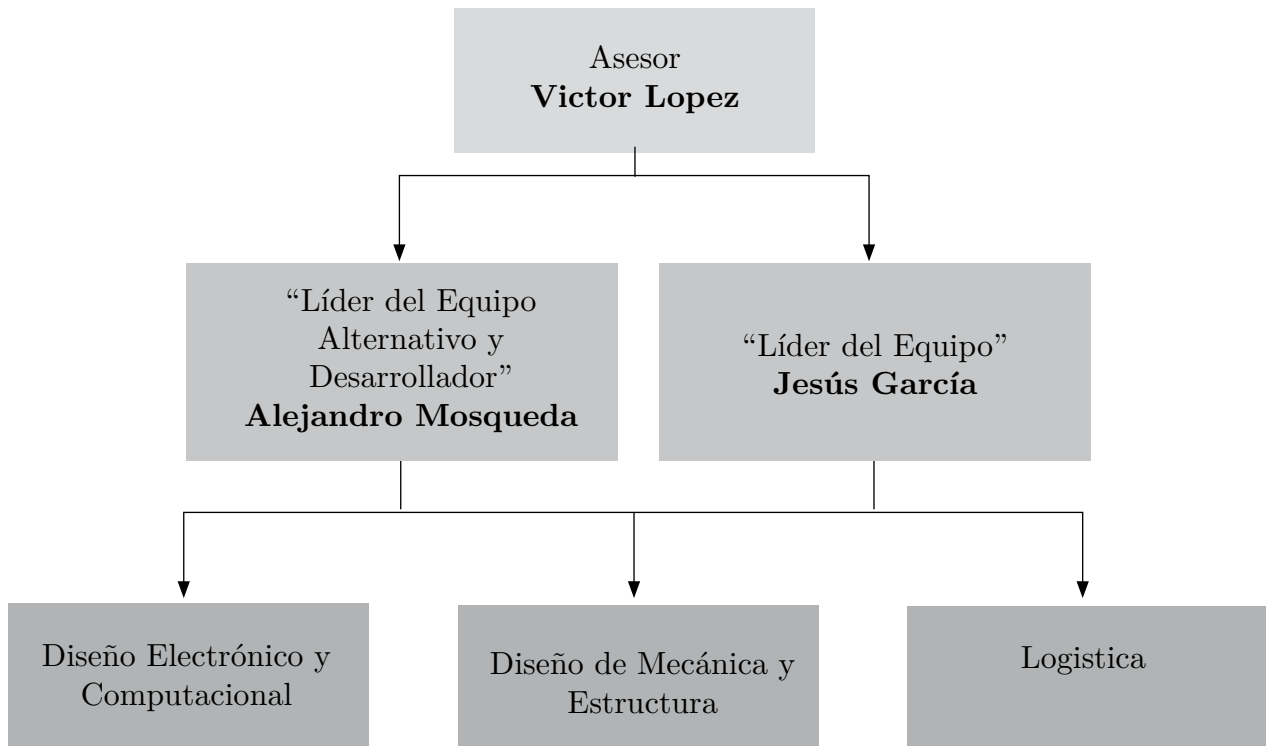 Asesor
Victor Lopez
“Líder del Equipo
Alternativo y
Desarrollador”
Alejandro Mosqueda
“Líder del Equipo”
Jesús García
Diseño Electrónico y
Computacional
Diseño de Mecánica y
Estructura
Logistica